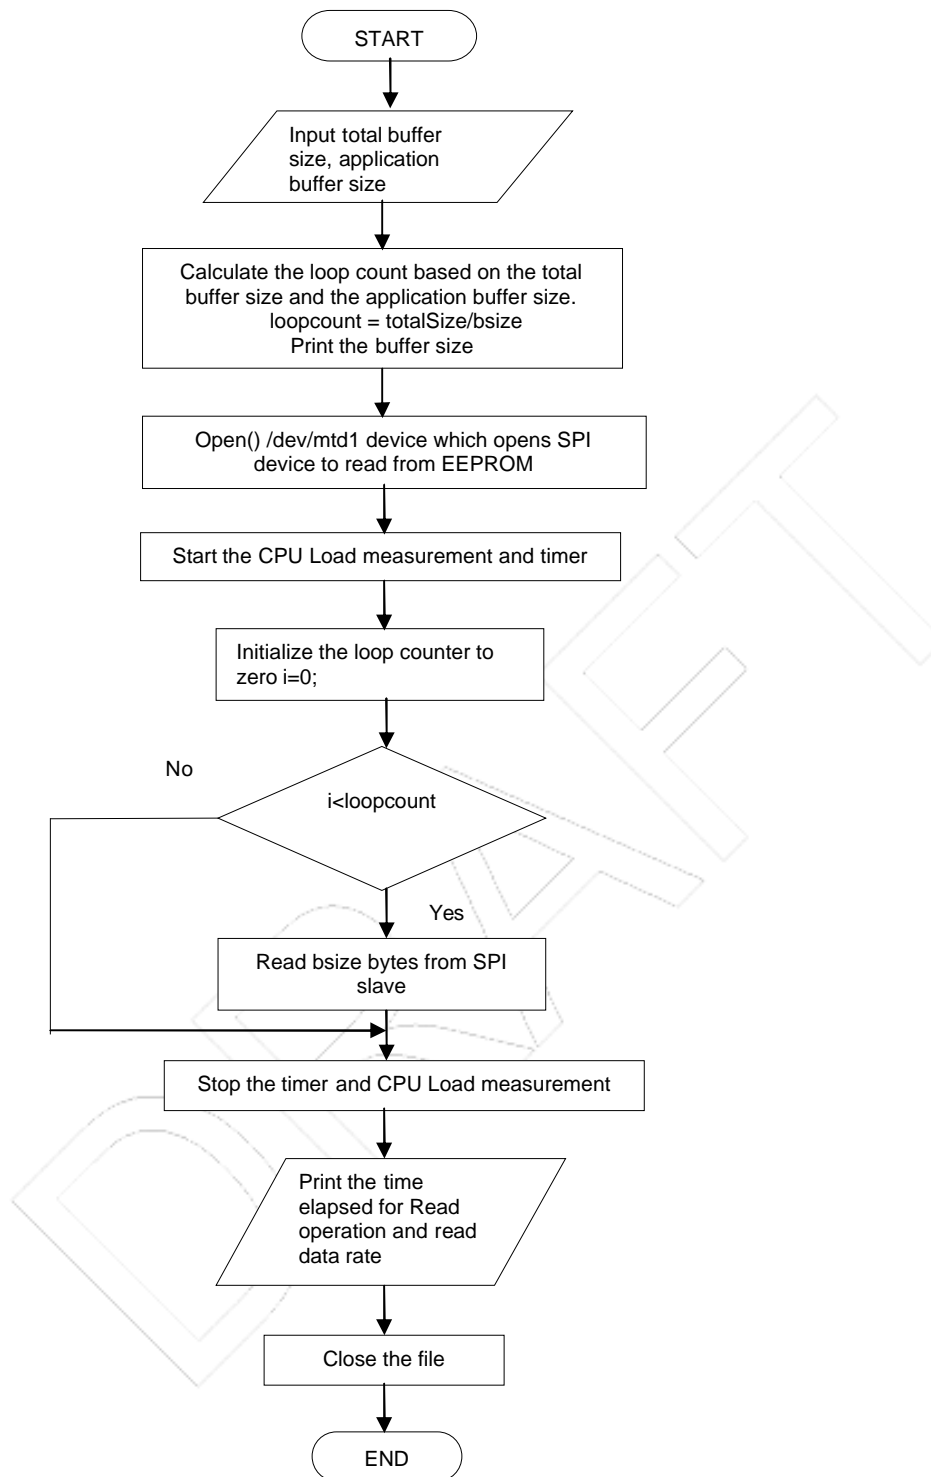 START
Input total buffer
size, application
buffer size
Calculate the loop count based on the total
buffer size and the application buffer size.
loopcount = totalSize/bsize
Print the buffer size
Open() /dev/mtd1 device which opens SPI
device to read from EEPROM
Start the CPU Load measurement and timer
Initialize the loop counter to
zero i=0;
No
i<loopcount
Yes
Read bsize bytes from SPI
slave
Stop the timer and CPU Load measurement
Print the time
elapsed for Read
operation and read
data rate
Close the file
END
DRAFT